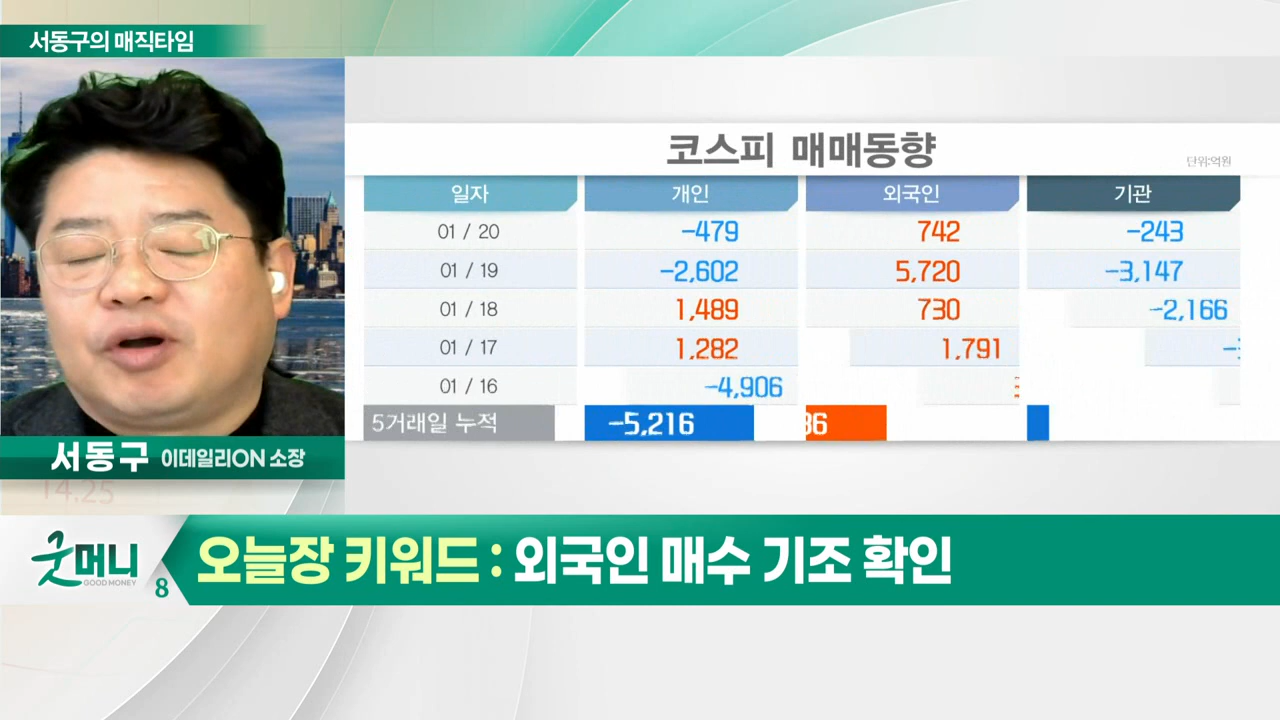 서동구의 매직타임
코스피 매매동향
단위:억원
일자 개인 외국인 기관
01 / 20 -479 742 -243
01 / 19 -2,602 5,720 -3,147
01 / 18 1,489 730 -2,166
01 / 17 1,282 1,791
01 / 16 -4,906
5거래일 누적 -5,216 86
서동구 이데일리ON 소장
14.25
굿머니
GOOD MONEY
8
오늘장 키워드 : 외국인 매수 기조 확인